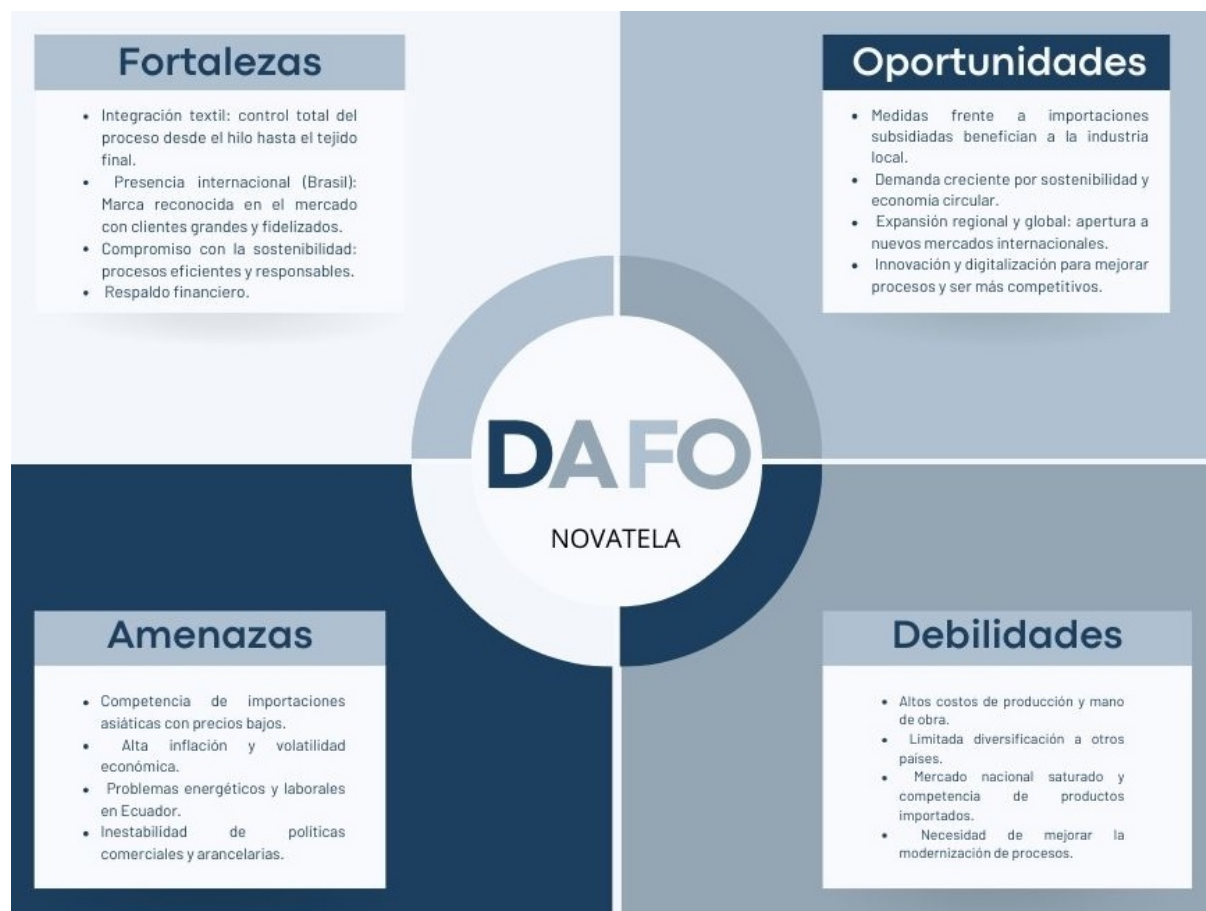 Fortalezas
• Integración textil: control total del
proceso desde el hilo hasta el tejido
final.
• Presencia internacional (Brasil):
Marca reconocida en el mercado
con clientes grandes y fidelizados.
• Compromiso con la sostenibilidad:
procesos eficientes y responsables.
• Respaldo financiero.
Oportunidades
• Medidas frente a importaciones
subsidiadas benefician a la industria
local.
• Demanda creciente por sostenibilidad y
economía circular.
• Expansión regional y global: apertura a
nuevos mercados internacionales.
• Innovación y digitalización para mejorar
procesos y ser más competitivos.
DAFO
NOVATELA
Amenazas
• Competencia de importaciones
asiáticas con precios bajos.
• Alta inflación y volatilidad
económica.
• Problemas energéticos y laborales
en Ecuador.
• Inestabilidad de políticas
comerciales y arancelarias.
Debilidades
• Altos costos de producción y mano
de obra.
• Limitada diversificación a otros
países.
• Mercado nacional saturado y
competencia de productos
importados.
• Necesidad de mejorar la
modernización de procesos.